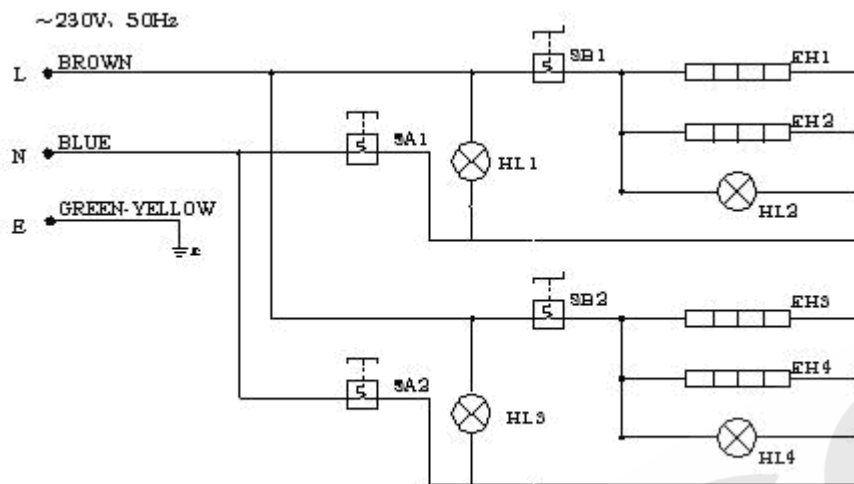 ~230V、50Hz
L BROWN SB1 EH1
EH2
N BLUE SA1 HL1
HL2
E GREEN-YELLOW
SB2 EH3
EH4
SA2 HL3
HL4